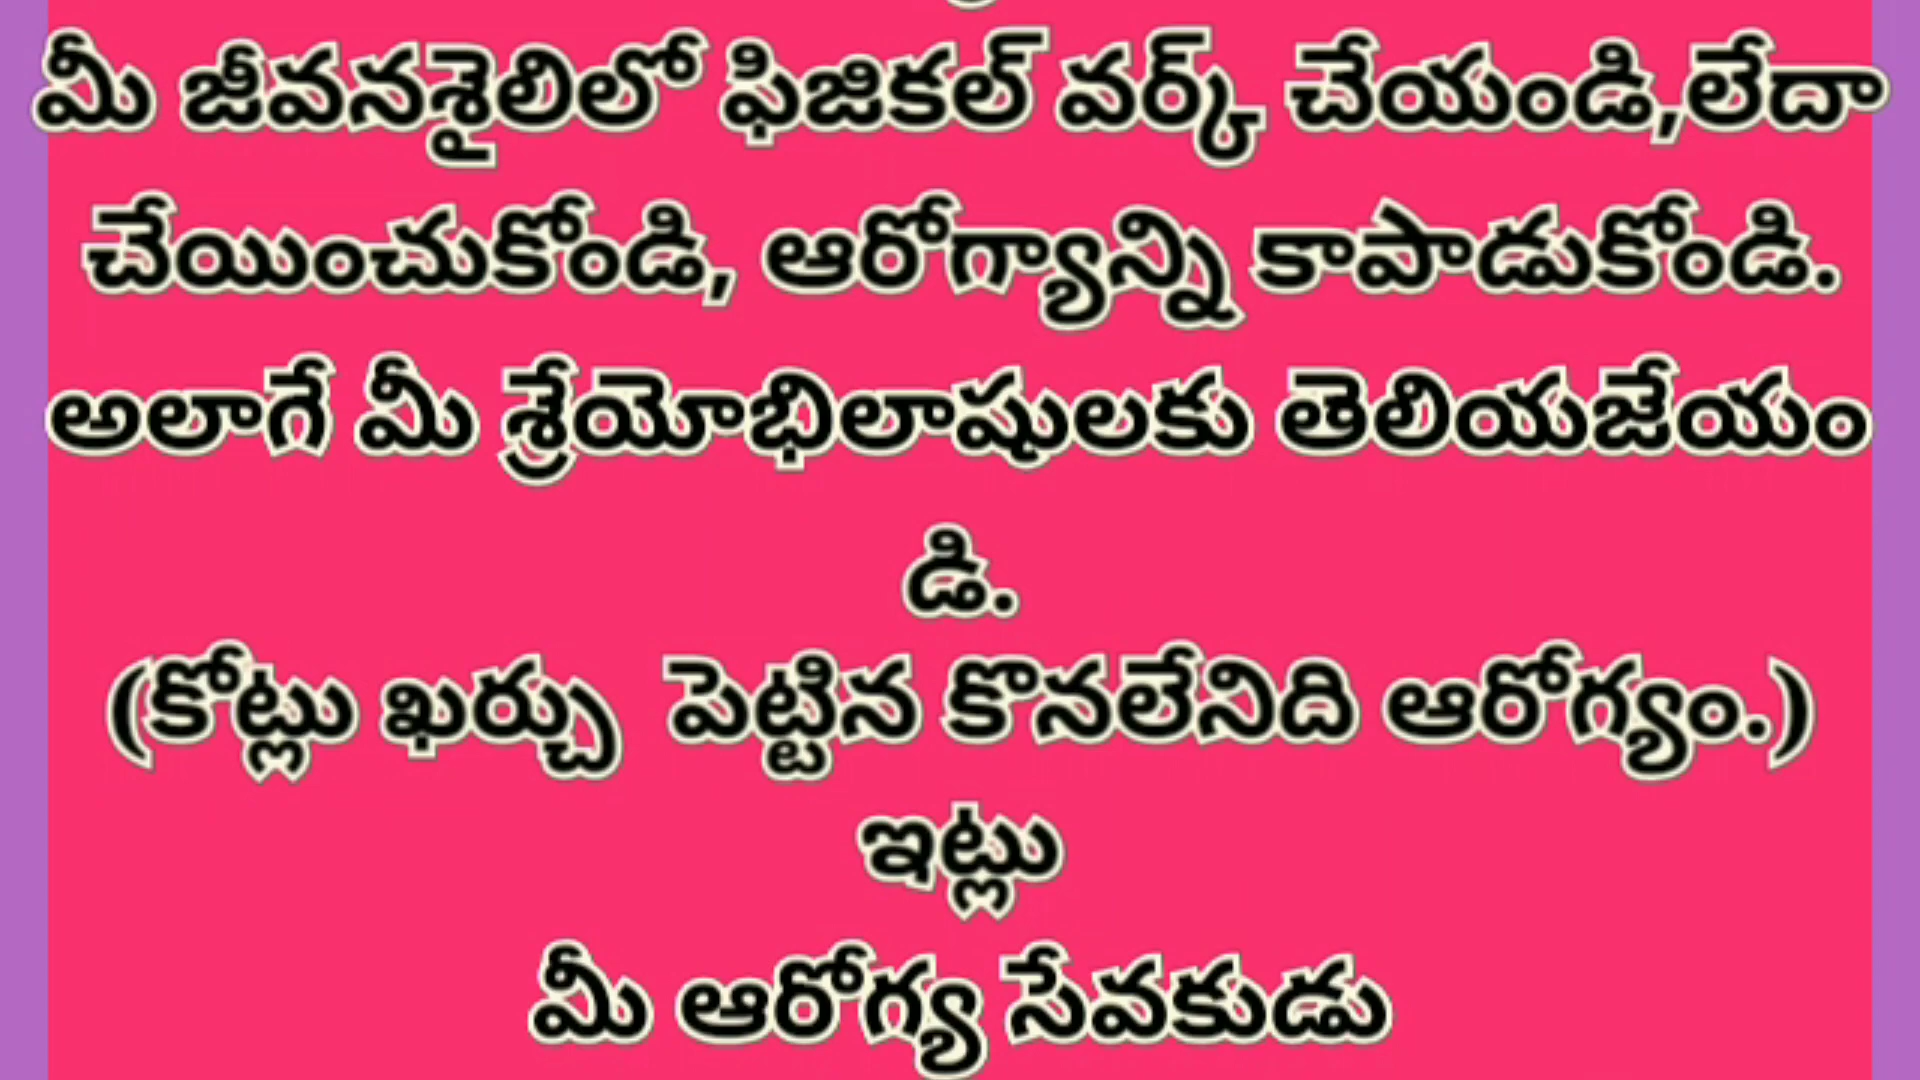 మీ జీవనశైలిలో ఫిజికల్ వర్క్ చేయండి,లేదా
చేయించుకోండి, ఆరోగ్యాన్ని కాపాడుకోండి.
అలాగే మీ శ్రేయోభిలాషులకు తెలియజేయం
డి.
(కోట్లు ఖర్చు  పెట్టిన కొనలేనిది ఆరోగ్యం.)
ఇట్లు
మీ ఆరోగ్య సేవకుడు